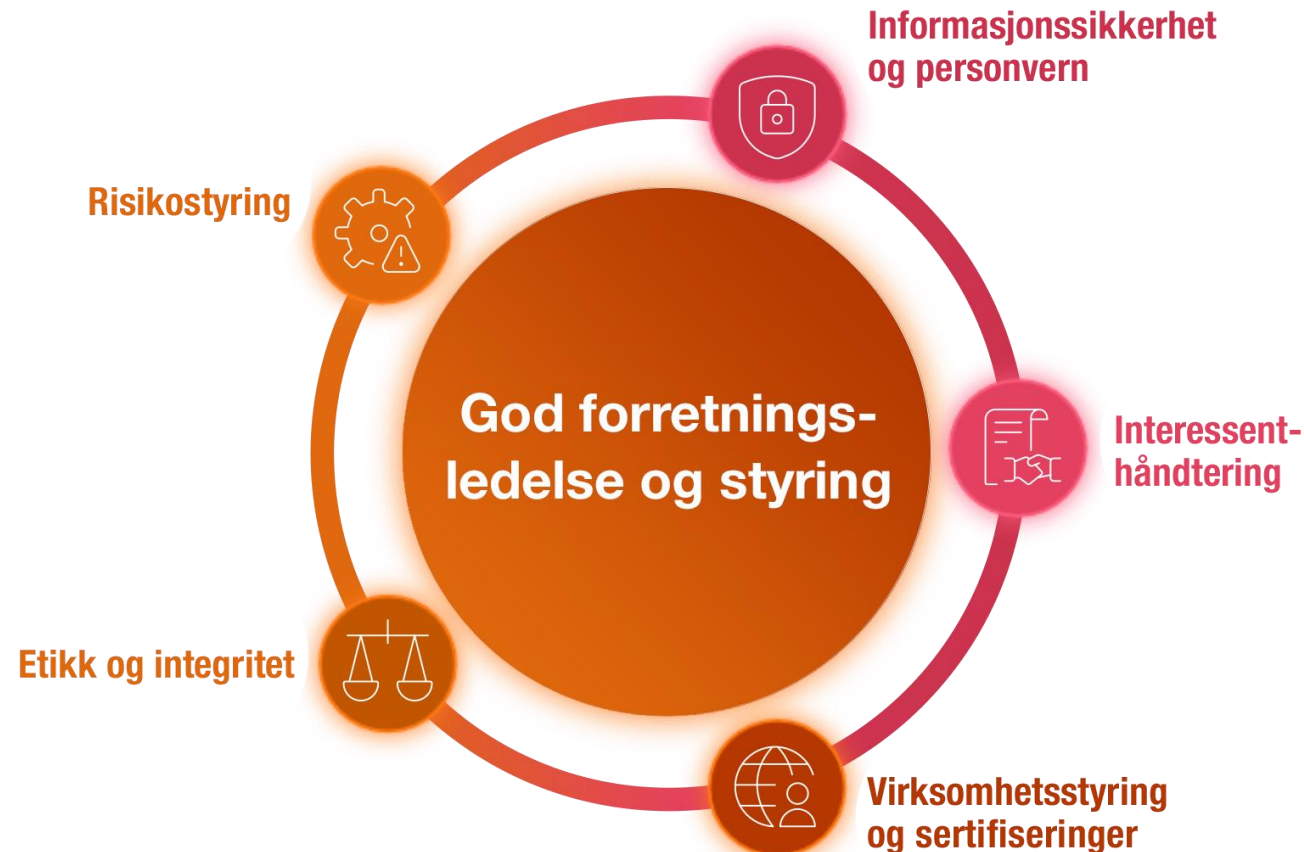 Informasjonssikkerhet
og personvern
Risikostyring
God forretnings-
ledelse og styring
Interessent-
håndtering
Etikk og integritet
Virksomhetsstyring
og sertifiseringer